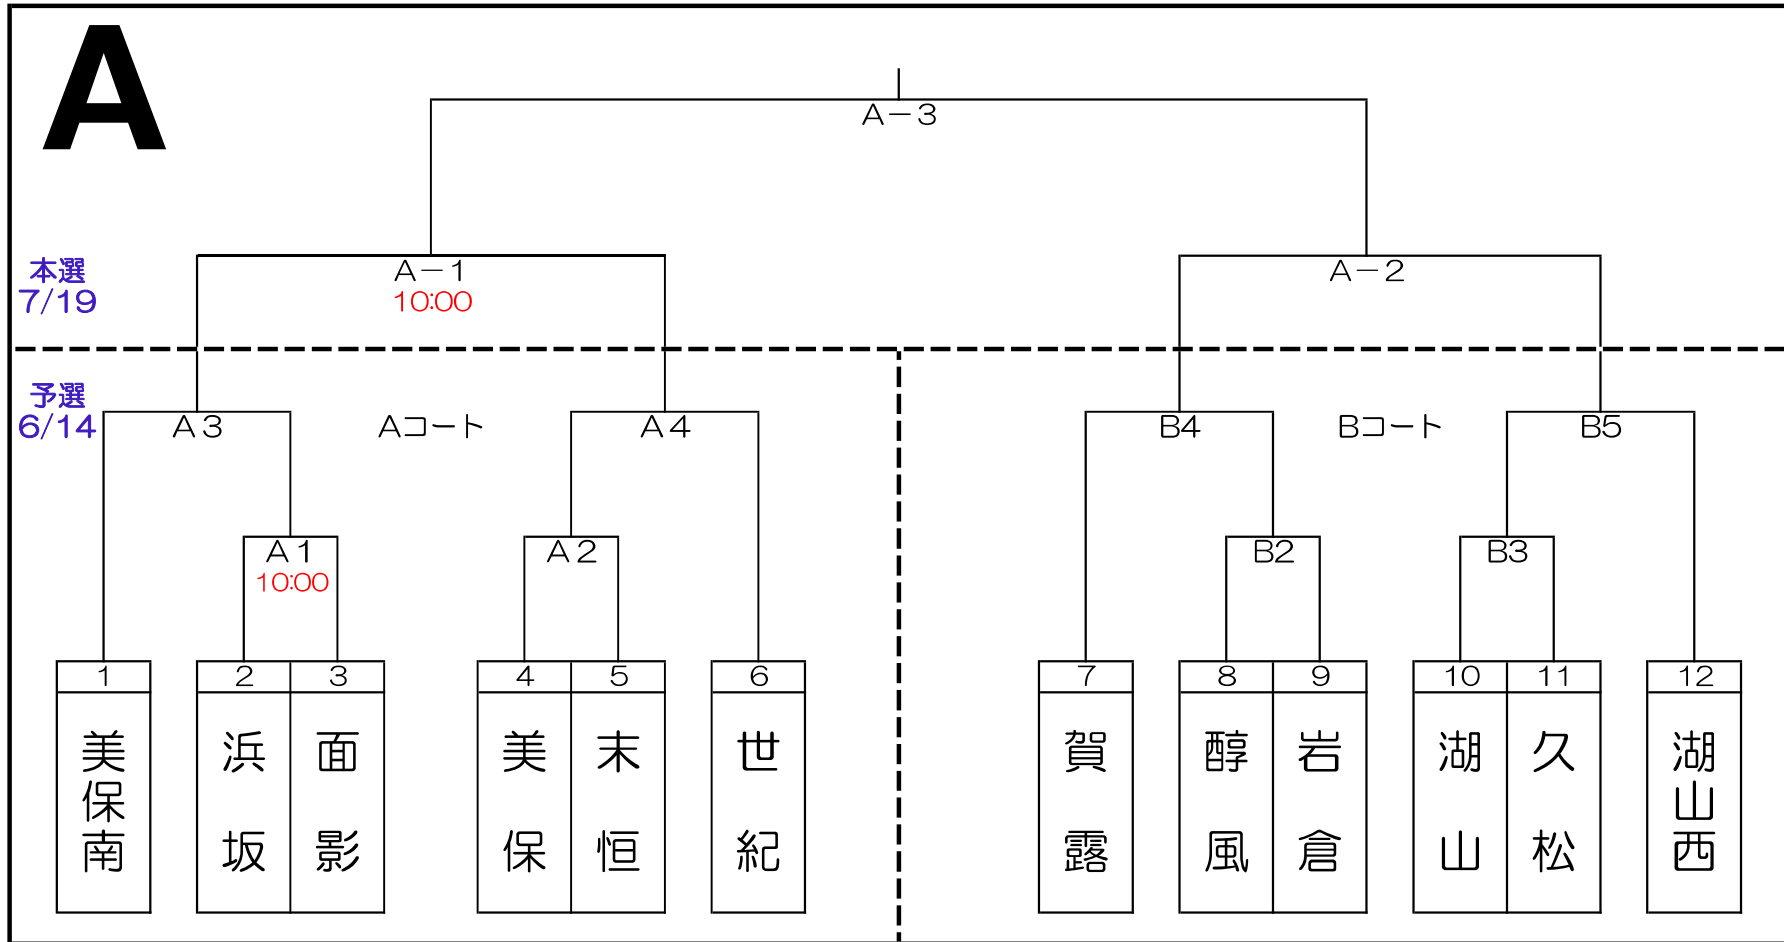 A
A-3
本選
7/19
A-1
10:00
A-2
予選
6/14
A3
Aコート
A4
B4
Bコート
B5
A1
10:00
A2
B2
B3
1
2
3
4
5
6
7
8
9
10
11
12
美保南
浜坂
面影
美保
末恒
世紀
賀露
醇風
岩倉
湖山
久松
湖山西